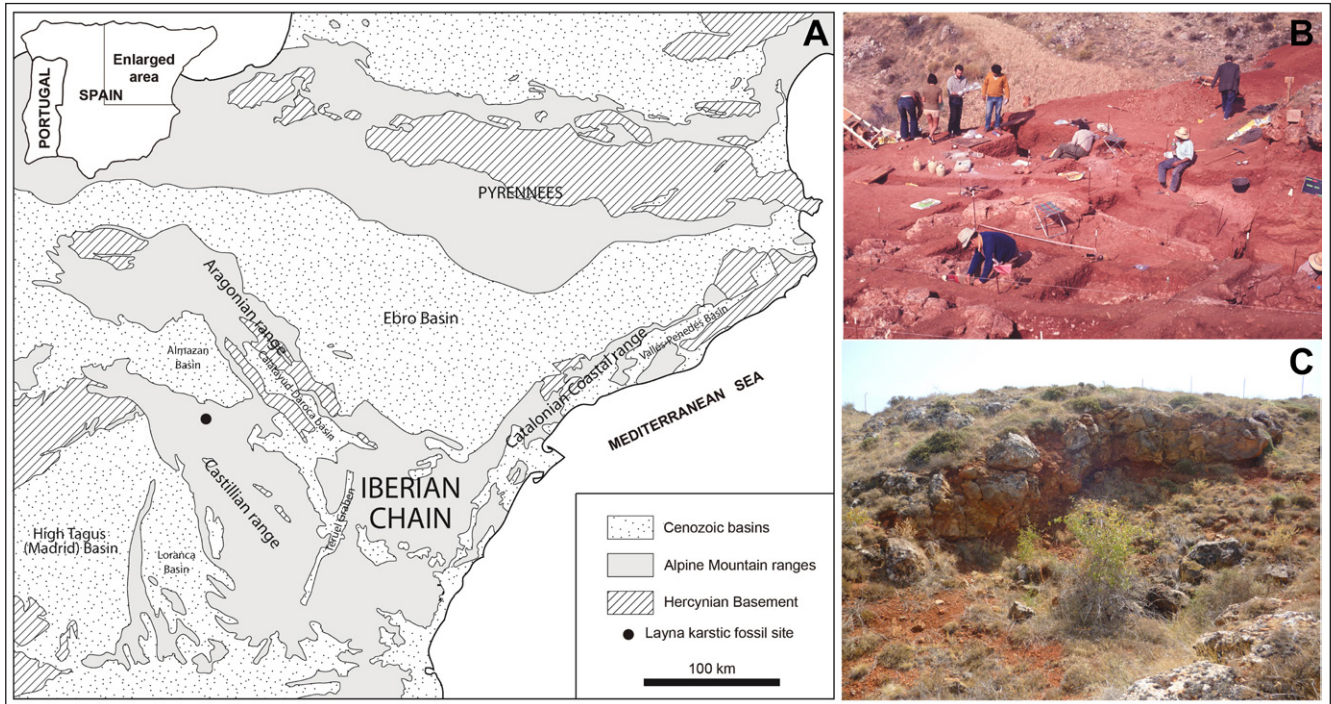 A
PORTUGAL
SPAIN
Enlarged
area
PYRENNEES
Aragonian range
Ebro Basin
Almazan
Basin
Calatayud-Daroca basin
Catalonian Coastal range
Vallés-Penedés Basin
MEDITERRANEAN SEA
Castillian range
IBERIAN
CHAIN
Teruel Graben
High Tagus
(Madrid) Basin
Loranca
Basin
Cenozoic basins
Alpine Mountain ranges
Hercynian Basement
Layna karstic fossil site
100 km
B
C